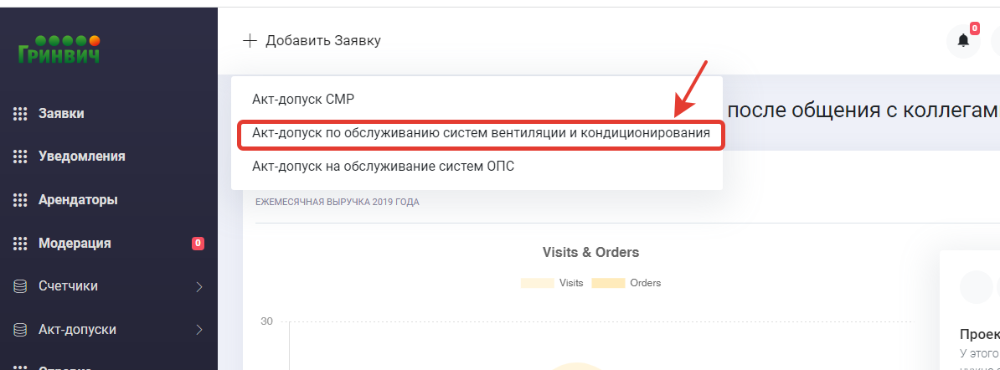 ГРИНВИЧ
Добавить Заявку
0
Акт-допуск СМР
Акт-допуск по обслуживанию систем вентиляции и кондиционирования
Акт-допуск на обслуживание систем ОПС
после общения с коллегам
Заявки
Уведомления
Арендаторы
Модерация 0
Счетчики
Акт-допуски
ЕЖЕМЕСЯЧНАЯ ВЫРУЧКА 2019 ГОДА
Visits & Orders
Visits Orders
30
Проек
У этого